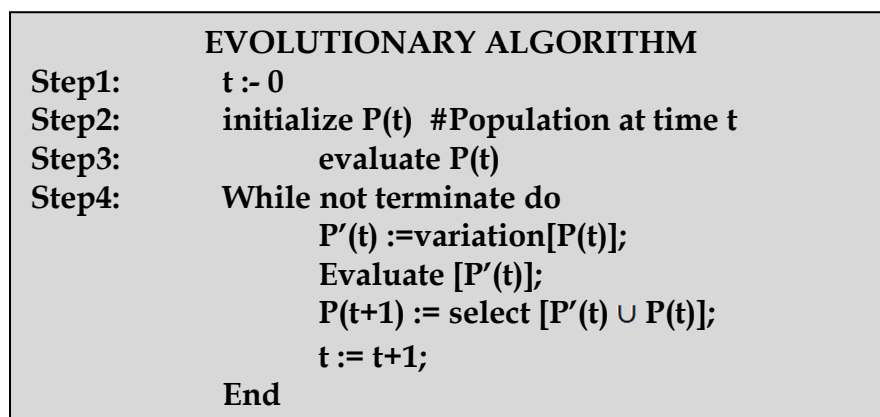 EVOLUTIONARY ALGORITHM
Step1: t :- 0
Step2: initialize P(t) #Population at time t
Step3: evaluate P(t)
Step4: While not terminate do
P′(t) :=variation[P(t)];
Evaluate [P′(t)];
P(t+1) := select [P′(t) ∪ P(t)];
t := t+1;
End